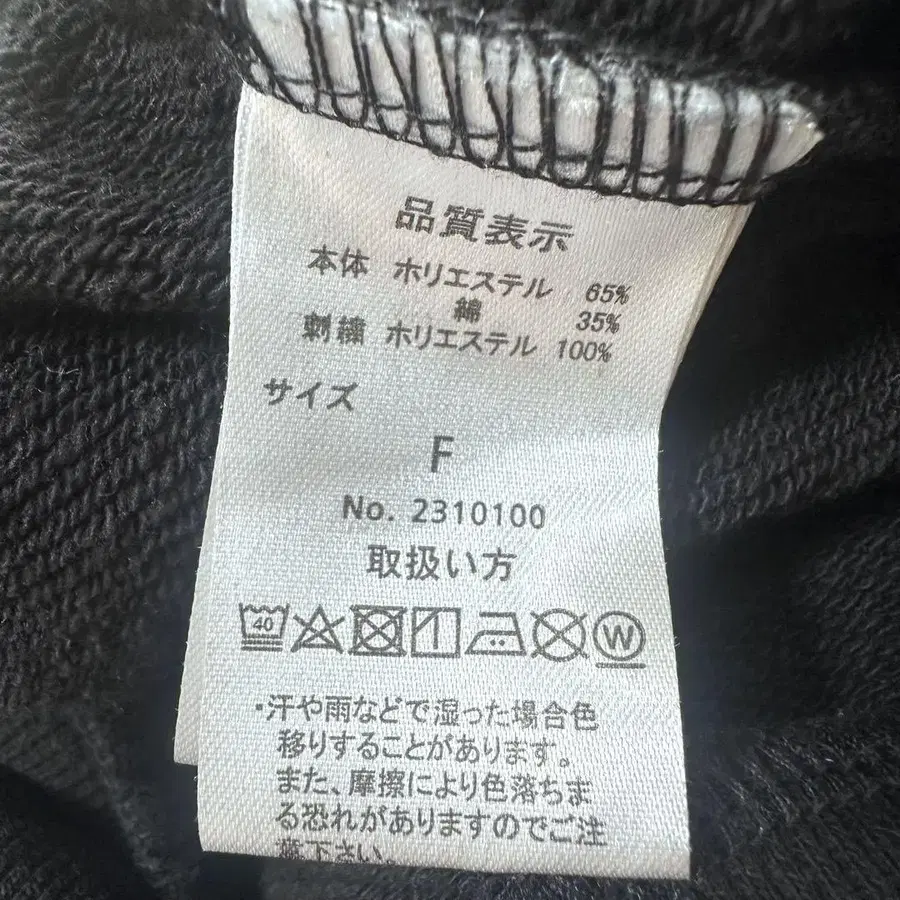 品質表示
本体 ポリエステル 65%
綿 35%
刺繍 ポリエステル 100%
サイズ
F
No. 2310100
取扱い方
40 W
・汗や雨などで湿った場合色
移りすることがあります。
また、摩擦により色落ちま
る恐れがありますのでご注
意下さい。